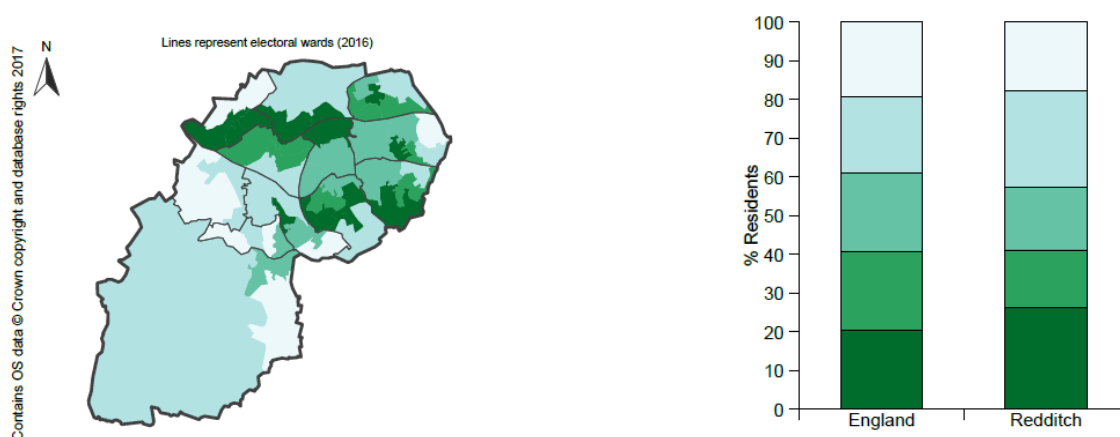 Contains OS data © Crown copyright and database rights 2017
N
Lines represent electoral wards (2016)
% Residents
100
90
80
70
60
50
40
30
20
10
0
England
Redditch